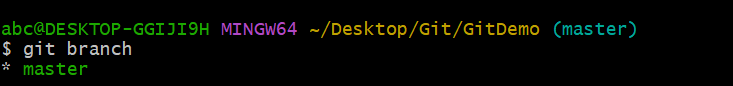 abc@DESKTOP-GGIJI9H MINGW64 ~/Desktop/Git/GitDemo (master)
$ git branch
* master